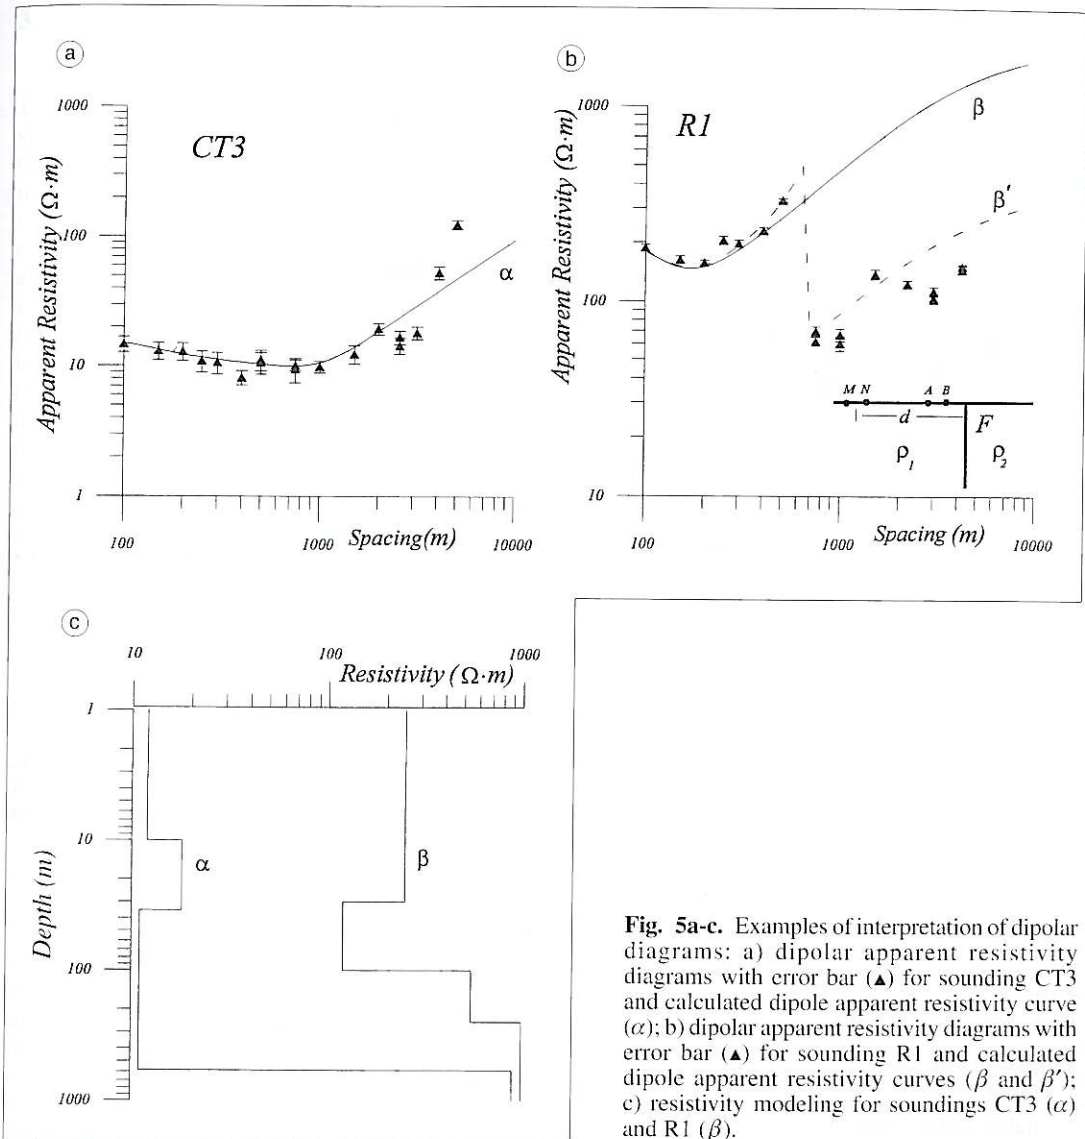 a
1000
100
10
1
Apparent Resistivity (Ω·m)
CT3
α
100
1000
10000
Spacing(m)
b
1000
100
10
Apparent Resistivity (Ω·m)
R1
β
β′
M N A B
d
F
ρ1 ρ2
100
1000
10000
Spacing (m)
c
10
100
1000
Resistivity (Ω·m)
1
10
100
1000
Depth (m)
α
β
Fig. 5a-c. Examples of interpretation of dipolar
diagrams: a) dipolar apparent resistivity
diagrams with error bar (▲) for sounding CT3
and calculated dipole apparent resistivity curve
(α); b) dipolar apparent resistivity diagrams with
error bar (▲) for sounding R1 and calculated
dipole apparent resistivity curves (β and β′);
c) resistivity modeling for soundings CT3 (α)
and R1 (β).